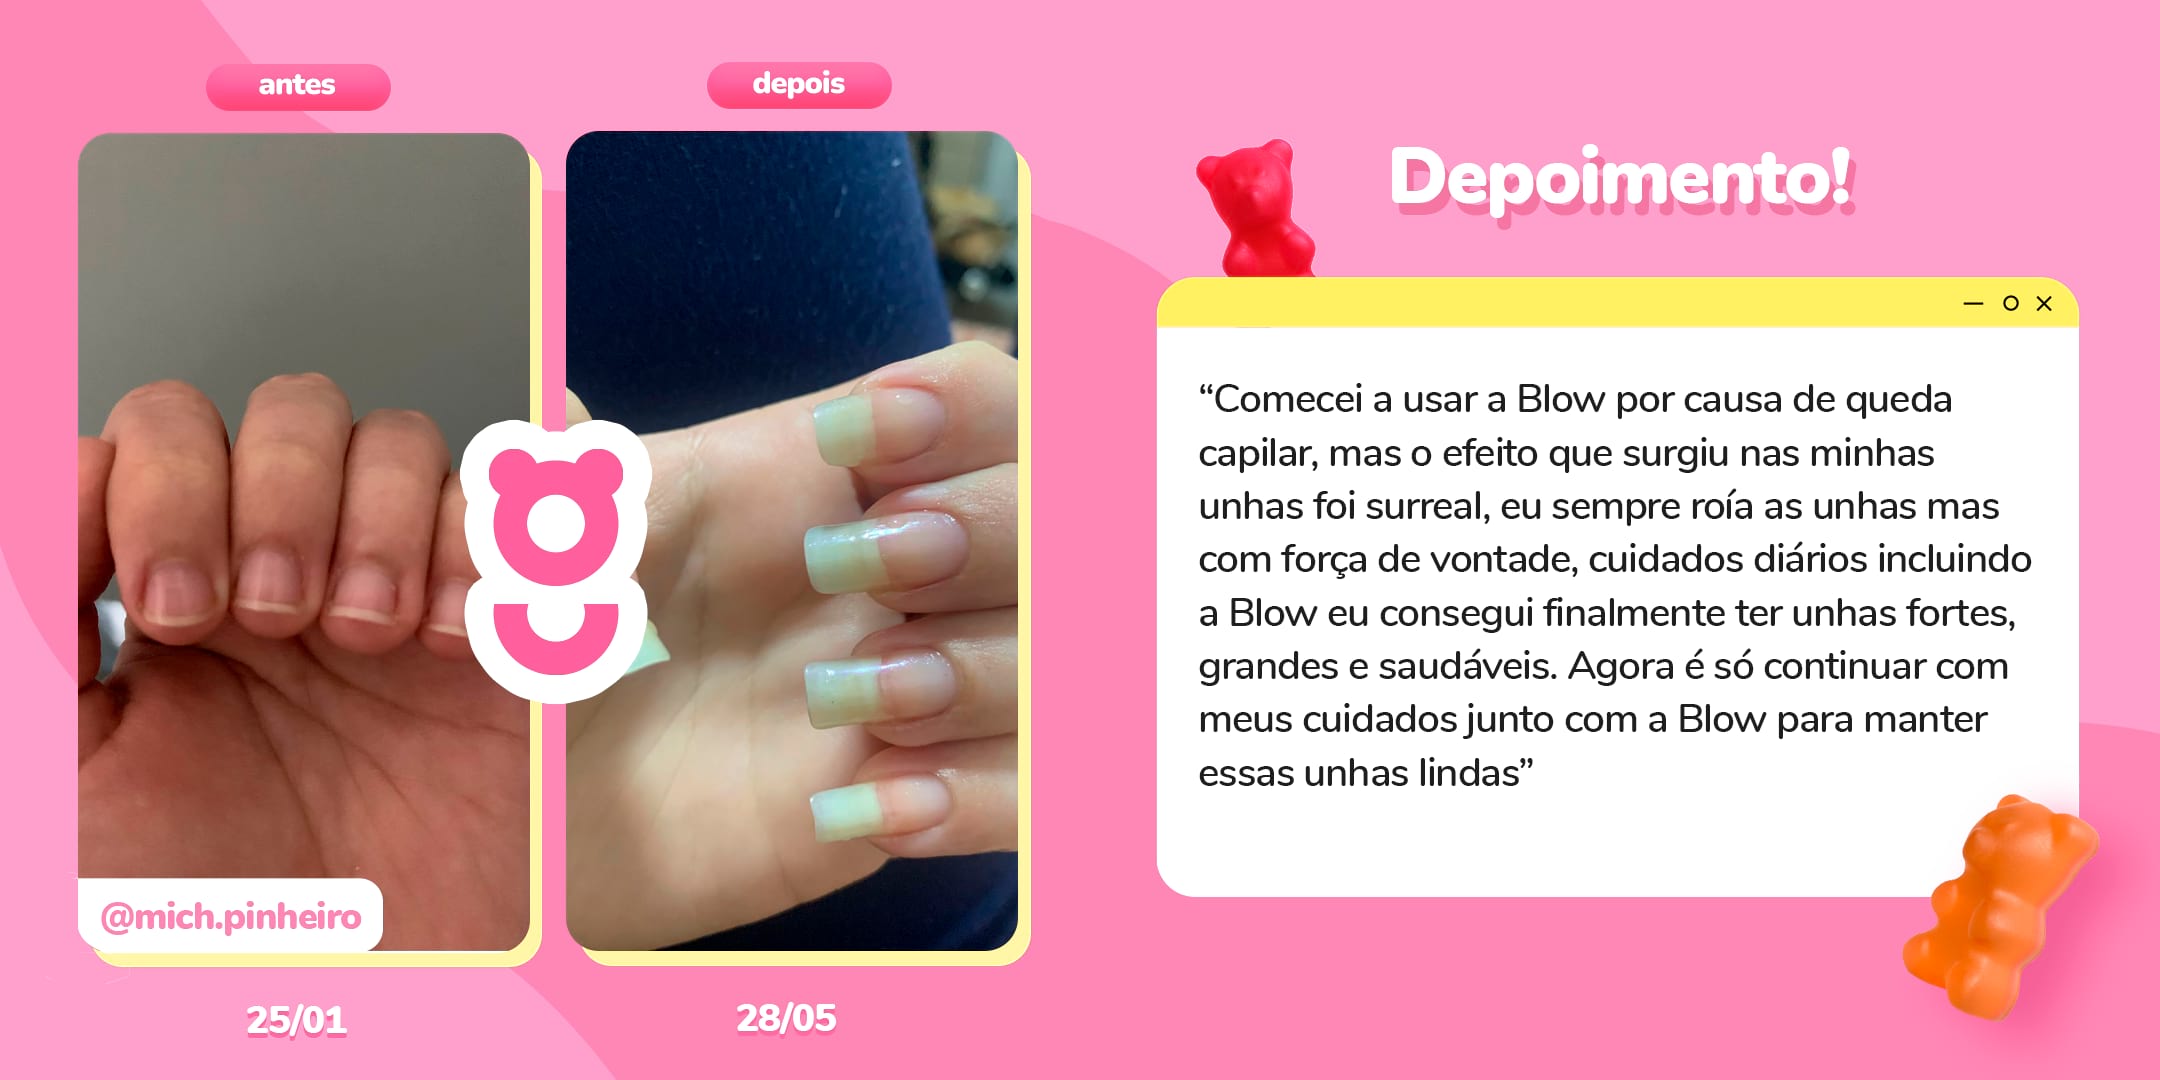 antes
depois
@mich.pinheiro
25/01
28/05
Depoimento!
“Comecei a usar a Blow por causa de queda
capilar, mas o efeito que surgiu nas minhas
unhas foi surreal, eu sempre roía as unhas mas
com força de vontade, cuidados diários incluindo
a Blow eu consegui finalmente ter unhas fortes,
grandes e saudáveis. Agora é só continuar com
meus cuidados junto com a Blow para manter
essas unhas lindas”